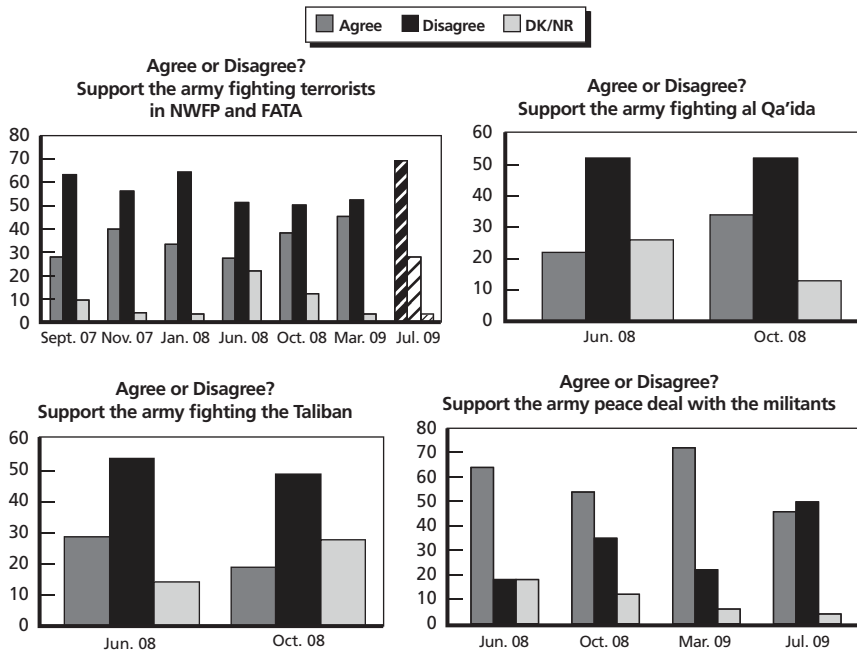 Agree Disagree DK/NR
Agree or Disagree?
Support the army fighting terrorists
in NWFP and FATA
80
70
60
50
40
30
20
10
0
Sept. 07 Nov. 07 Jan. 08 Jun. 08 Oct. 08 Mar. 09 Jul. 09
Agree or Disagree?
Support the army fighting al Qa'ida
60
50
40
30
20
10
0
Jun. 08 Oct. 08
Agree or Disagree?
Support the army fighting the Taliban
60
50
40
30
20
10
0
Jun. 08 Oct. 08
Agree or Disagree?
Support the army peace deal with the militants
80
70
60
50
40
30
20
10
0
Jun. 08 Oct. 08 Mar. 09 Jul. 09